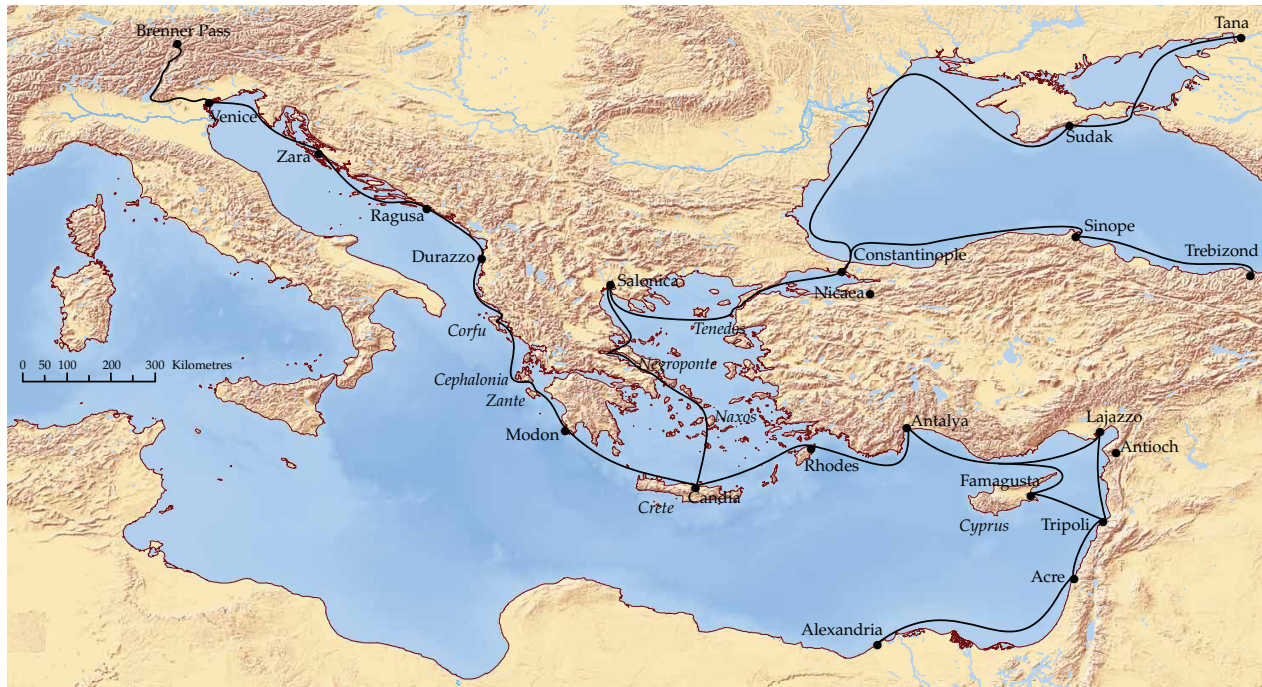 Tana
Brenner Pass
Venice
Sudak
Zara
Ragusa
Sinope
Durazzo
Constantinople
Trebizond
Salonica
Nicaea
Corfu
Tenedos
0 50 100 200 300 Kilometres
Negroponte
Cephalonia
Zante
Naxos
Modon
Antalya
Lajazzo
Antioch
Rhodes
Famagusta
Candia
Crete
Cyprus
Tripoli
Acre
Alexandria